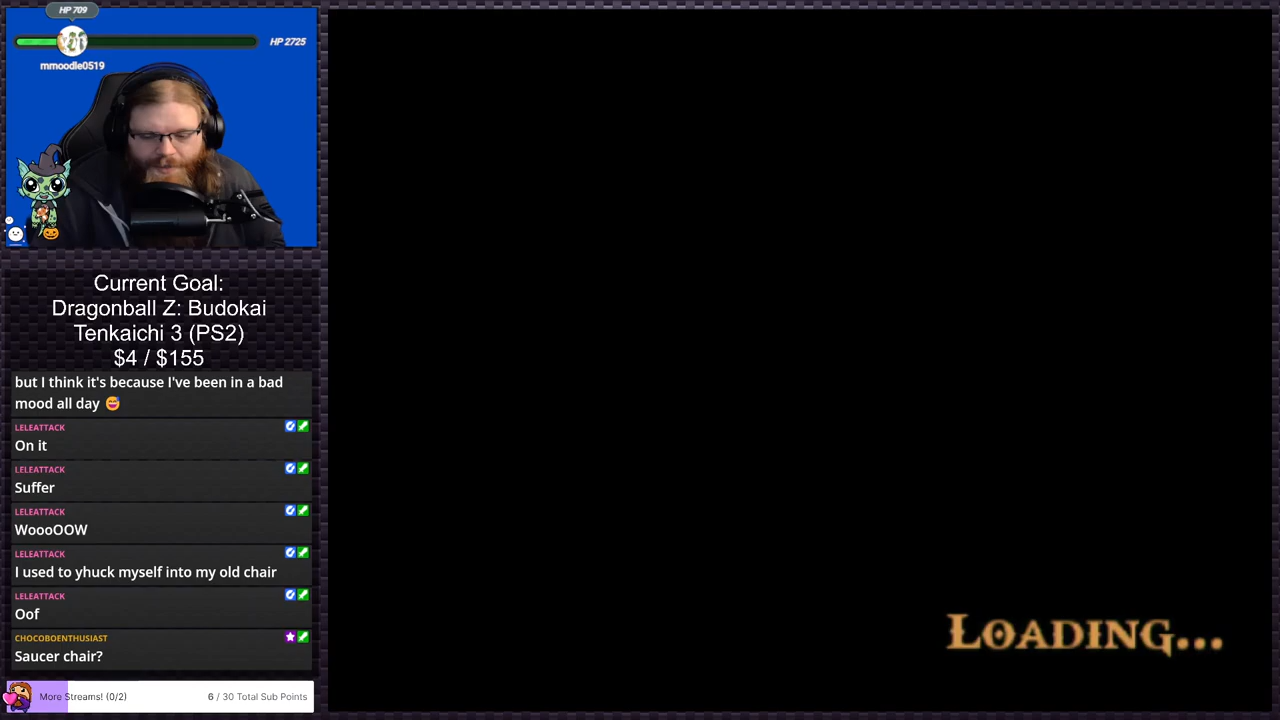 HP 709
HP 2725
mmoodle0519
Current Goal:
Dragonball Z: Budokai
Tenkaichi 3 (PS2)
$4 / $155
but I think it's because I've been in a bad
mood all day 😅
LELEATTACK
On it
LELEATTACK
Suffer
LELEATTACK
WoooOOW
LELEATTACK
I used to yhuck myself into my old chair
LELEATTACK
Oof
CHOCOBOENTHUSIAST
Saucer chair?
More Streams! (0/2)
6 / 30 Total Sub Points
LOADING...